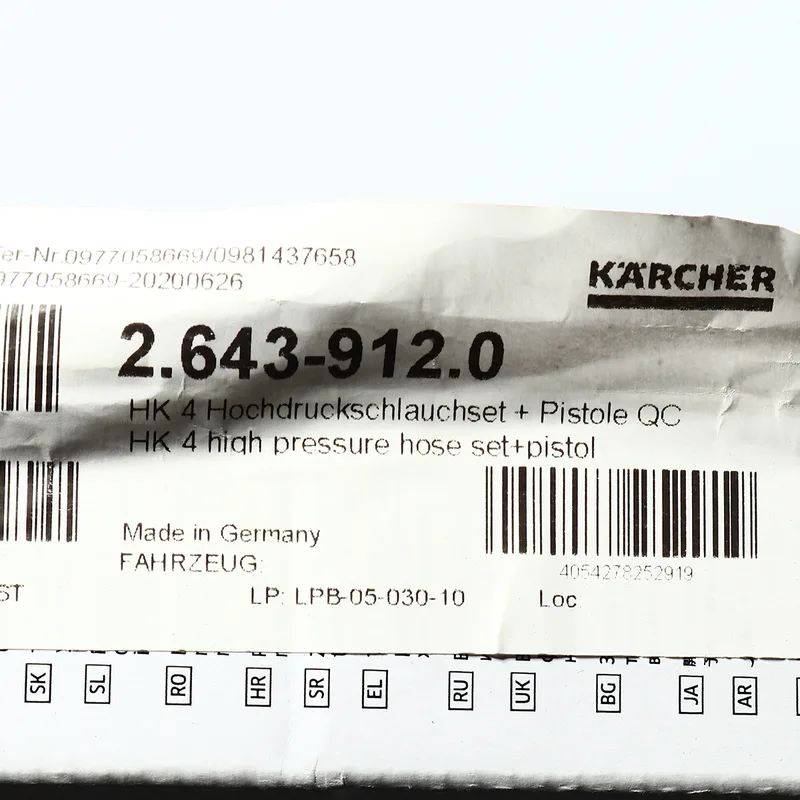 fer-Nr.0977058669/0981437658
977058669-20200626
KÄRCHER
2.643-912.0
HK 4 Hochdruckschlauchset + Pistole QC
HK 4 high pressure hose set+pistol
Made in Germany
FAHRZEUG:
4054278252919
ST
LP: LPB-05-030-10
Loc
SK SL RO HR SR EL RU UK BG JA AR